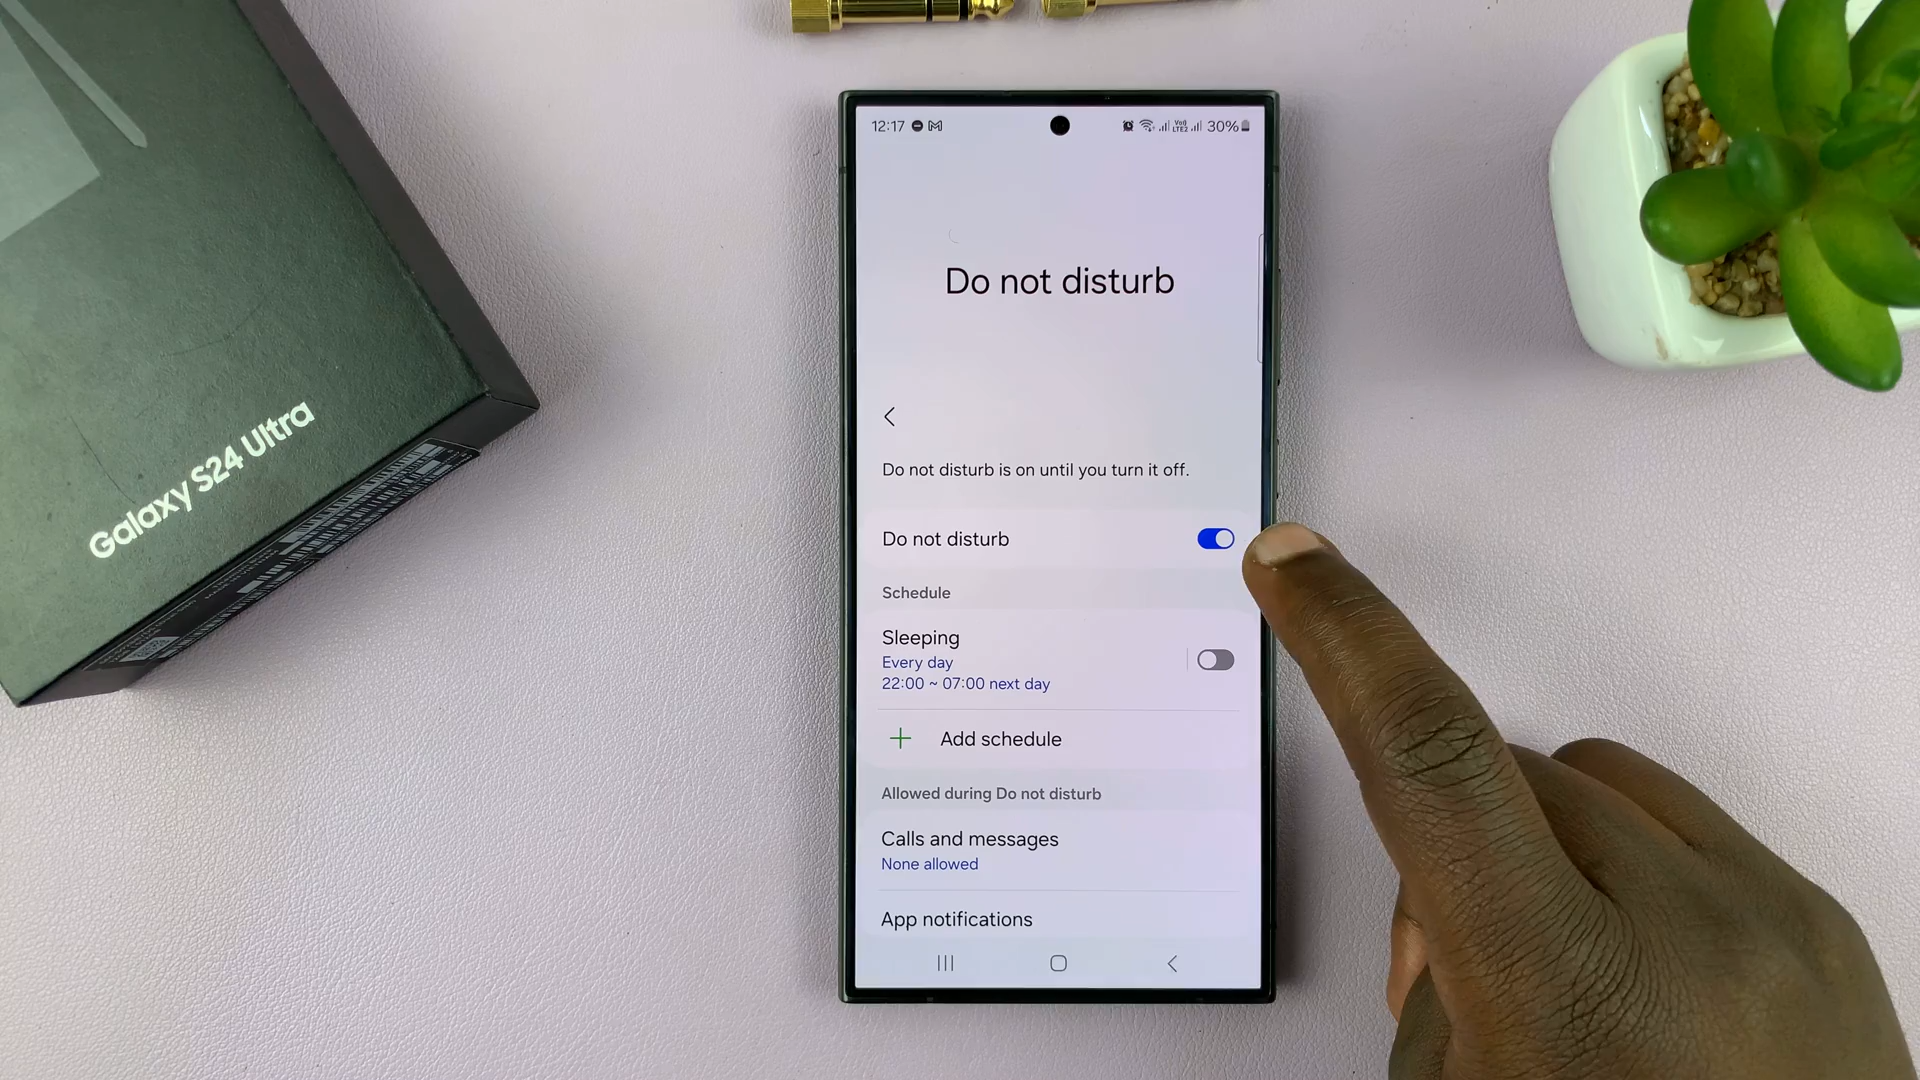 Galaxy S24 Ultra
12:17
Vo)) LTE2 30%
Do not disturb
Do not disturb is on until you turn it off.
Do not disturb
Schedule
Sleeping
Every day
22:00 ~ 07:00 next day
Add schedule
Allowed during Do not disturb
Calls and messages
None allowed
App notifications